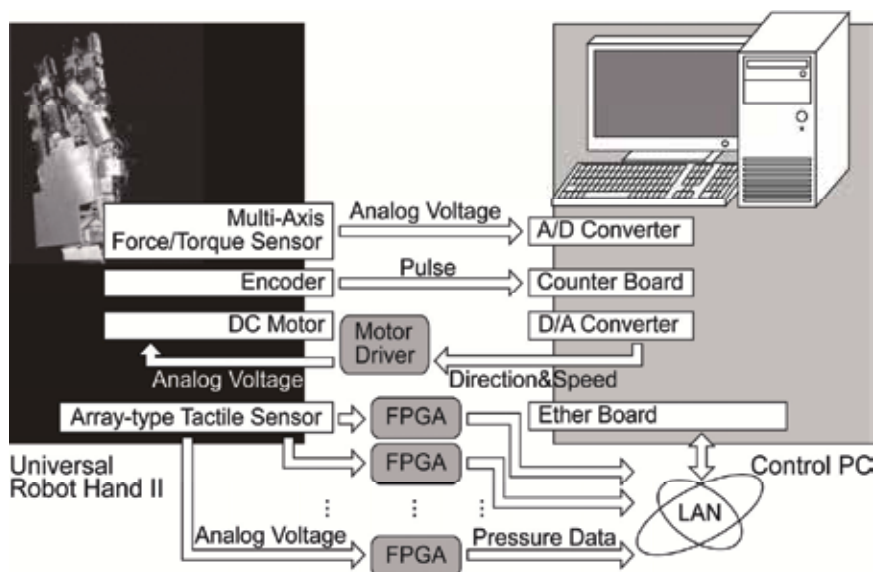 Multi-Axis
Force/Torque Sensor
Analog Voltage
A/D Converter
Encoder
Pulse
Counter Board
DC Motor
Motor
Driver
D/A Converter
Analog Voltage
Direction&Speed
Array-type Tactile Sensor
FPGA
Ether Board
Universal
Robot Hand II
FPGA
Control PC
LAN
Analog Voltage
FPGA
Pressure Data